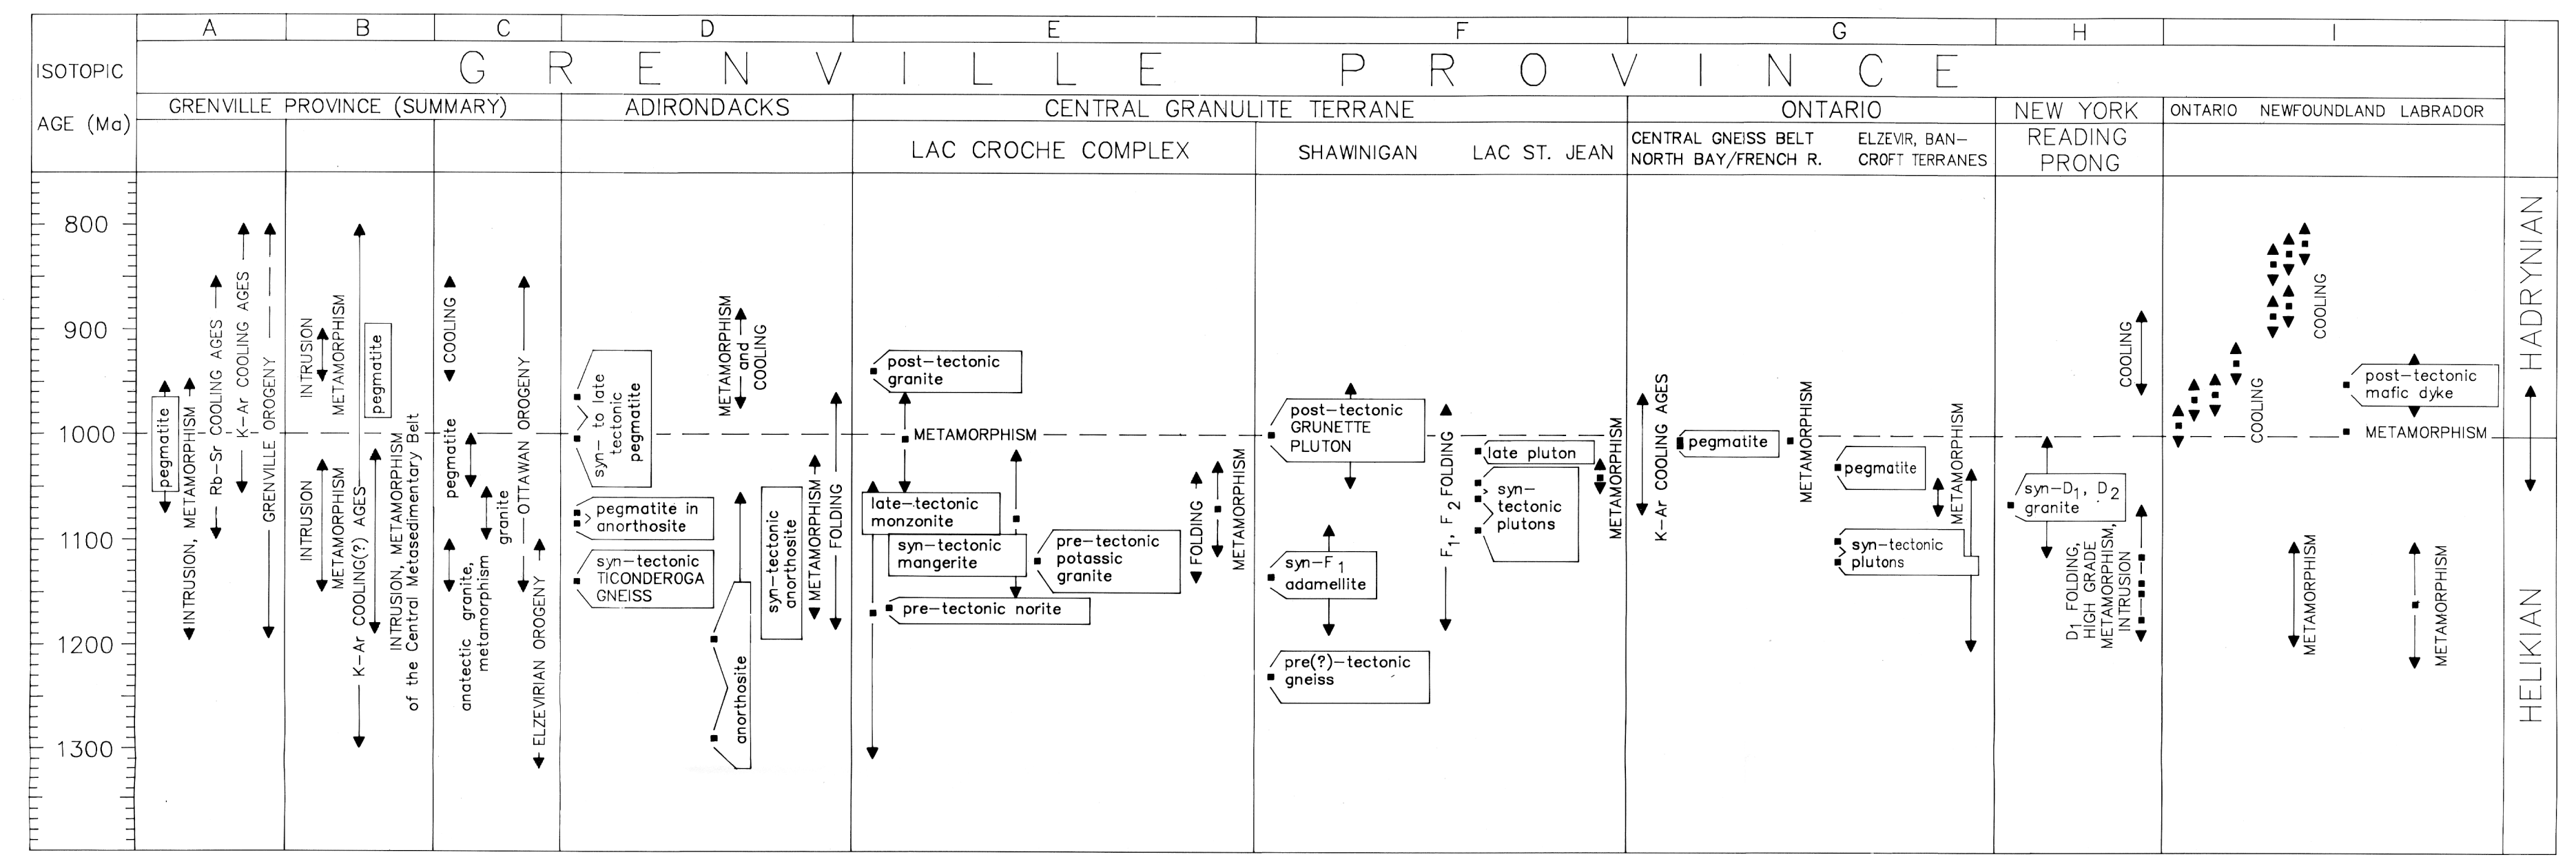 A B C D E F G H I
GRENVILLE PROVINCE
ISOTOPIC
AGE (Ma)
GRENVILLE PROVINCE (SUMMARY)
ADIRONDACKS
CENTRAL GRANULITE TERRANE
ONTARIO
NEW YORK
ONTARIO NEWFOUNDLAND LABRADOR
LAC CROCHE COMPLEX
SHAWINIGAN
LAC ST. JEAN
CENTRAL GNEISS BELT
NORTH BAY/FRENCH R.
ELZEVIR, BAN–
CROFT TERRANES
READING
PRONG
800
900
1000
1100
1200
1300
pegmatite
INTRUSION, METAMORPHISM
Rb–Sr COOLING AGES
K–Ar COOLING AGES
GRENVILLE OROGENY
INTRUSION
METAMORPHISM
pegmatite
INTRUSION
METAMORPHISM
K–Ar COOLING(?) AGES
INTRUSION, METAMORPHISM
of the Central Metasedimentary Belt
COOLING
pegmatite
granite
anatectic granite,
metamorphism
OTTAWAN OROGENY
ELZEVIRIAN OROGENY
syn– to late
tectonic
pegmatite
pegmatite in
anorthosite
syn–tectonic
TICONDEROGA
GNEISS
METAMORPHISM
and
COOLING
anorthosite
syn–tectonic
anorthosite
METAMORPHISM
FOLDING
post–tectonic
granite
METAMORPHISM
late–tectonic
monzonite
syn–tectonic
mangerite
pre–tectonic
potassic
granite
pre–tectonic norite
FOLDING
METAMORPHISM
post–tectonic
GRUNETTE
PLUTON
syn–F1
adamellite
pre(?)–tectonic
gneiss
F1, F2 FOLDING
late pluton
syn–
tectonic
plutons
METAMORPHISM
K–Ar COOLING AGES
pegmatite
METAMORPHISM
pegmatite
syn–tectonic
plutons
METAMORPHISM
COOLING
syn–D1, D2
granite
D1 FOLDING,
HIGH GRADE
METAMORPHISM,
INTRUSION
COOLING
COOLING
METAMORPHISM
post–tectonic
mafic dyke
METAMORPHISM
METAMORPHISM
HADRYNIAN
HELIKIAN